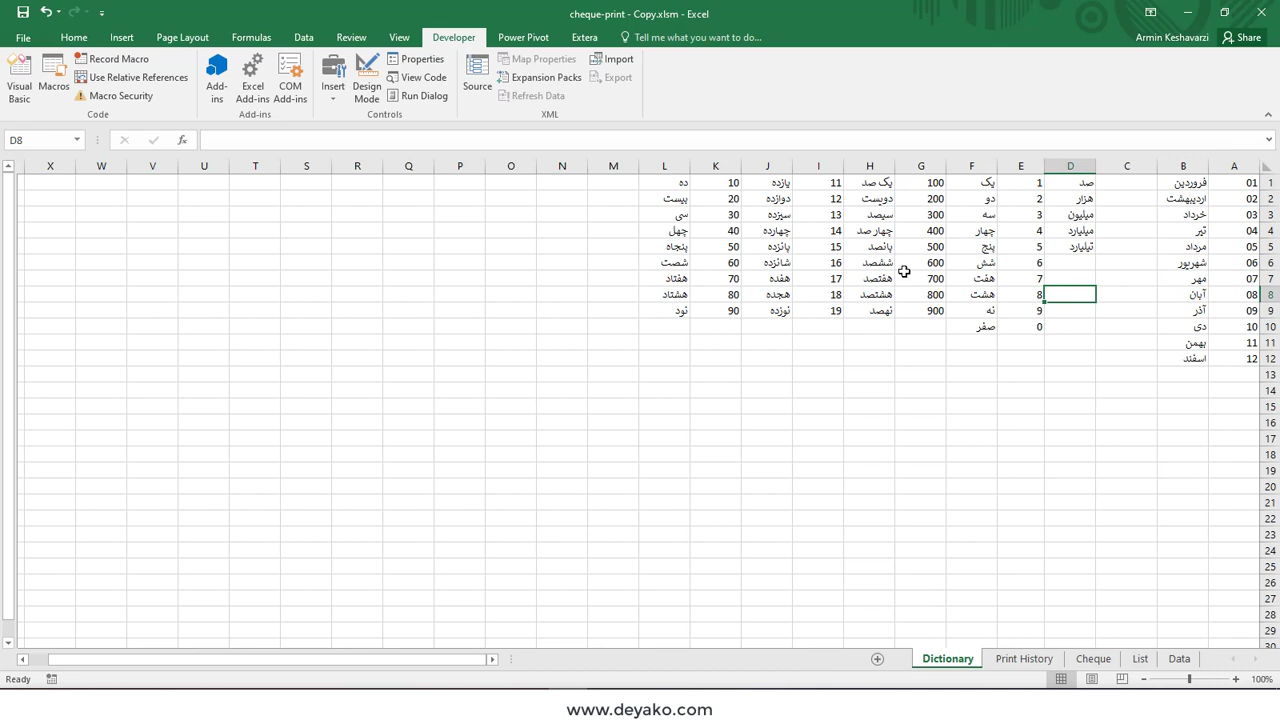 cheque-print - Copy.xlsm - Excel
File Home Insert Page Layout Formulas Data Review View Developer Power Pivot Extera Tell me what you want to do... Armin Keshavarzi Share
Visual Basic
Macros
Record Macro
Use Relative References
Macro Security
Code
Add-ins
Excel Add-ins
COM Add-ins
Add-ins
Insert
Design Mode
Properties
View Code
Run Dialog
Controls
Source
Map Properties
Expansion Packs
Refresh Data
Import
Export
XML
D8 fx
X W V U T S R Q P O N M L K J I H G F E D C B A
01 فروردین صد 1 یک 100 یک صد 11 یازده 10 ده 1
02 اردیبهشت هزار 2 دو 200 دویست 12 دوازده 20 بیست 2
03 خرداد میلیون 3 سه 300 سیصد 13 سیزده 30 سی 3
04 تیر میلیارد 4 چهار 400 چهار صد 14 چهارده 40 چهل 4
05 مرداد تیلیارد 5 پنج 500 پانصد 15 پانزده 50 پنجاه 5
06 شهریور 6 شش 600 ششصد 16 شانزده 60 شصت 6
07 مهر 7 هفت 700 هفتصد 17 هفده 70 هفتاد 7
08 آبان 8 هشت 800 هشتصد 18 هجده 80 هشتاد 8
09 آذر 9 نه 900 نهصد 19 نوزده 90 نود 9
10 دی 0 صفر 10
11 بهمن 11
12 اسفند 12
13
14
15
16
17
18
19
20
21
22
23
24
25
26
27
28
29
30
Dictionary Print History Cheque List Data
Ready 100%
www.deyako.com